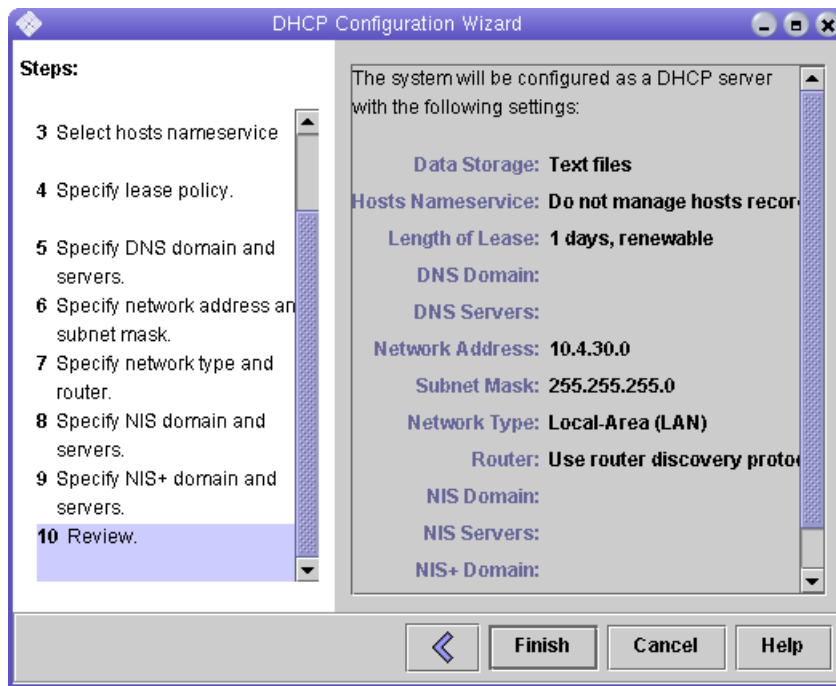 DHCP Configuration Wizard
Steps:
3 Select hosts nameservice
4 Specify lease policy.
5 Specify DNS domain and
servers.
6 Specify network address an
subnet mask.
7 Specify network type and
router.
8 Specify NIS domain and
servers.
9 Specify NIS+ domain and
servers.
10 Review.
The system will be configured as a DHCP server
with the following settings:
Data Storage: Text files
Hosts Nameservice: Do not manage hosts recor
Length of Lease: 1 days, renewable
DNS Domain:
DNS Servers:
Network Address: 10.4.30.0
Subnet Mask: 255.255.255.0
Network Type: Local-Area (LAN)
Router: Use router discovery proto
NIS Domain:
NIS Servers:
NIS+ Domain:
Finish Cancel Help